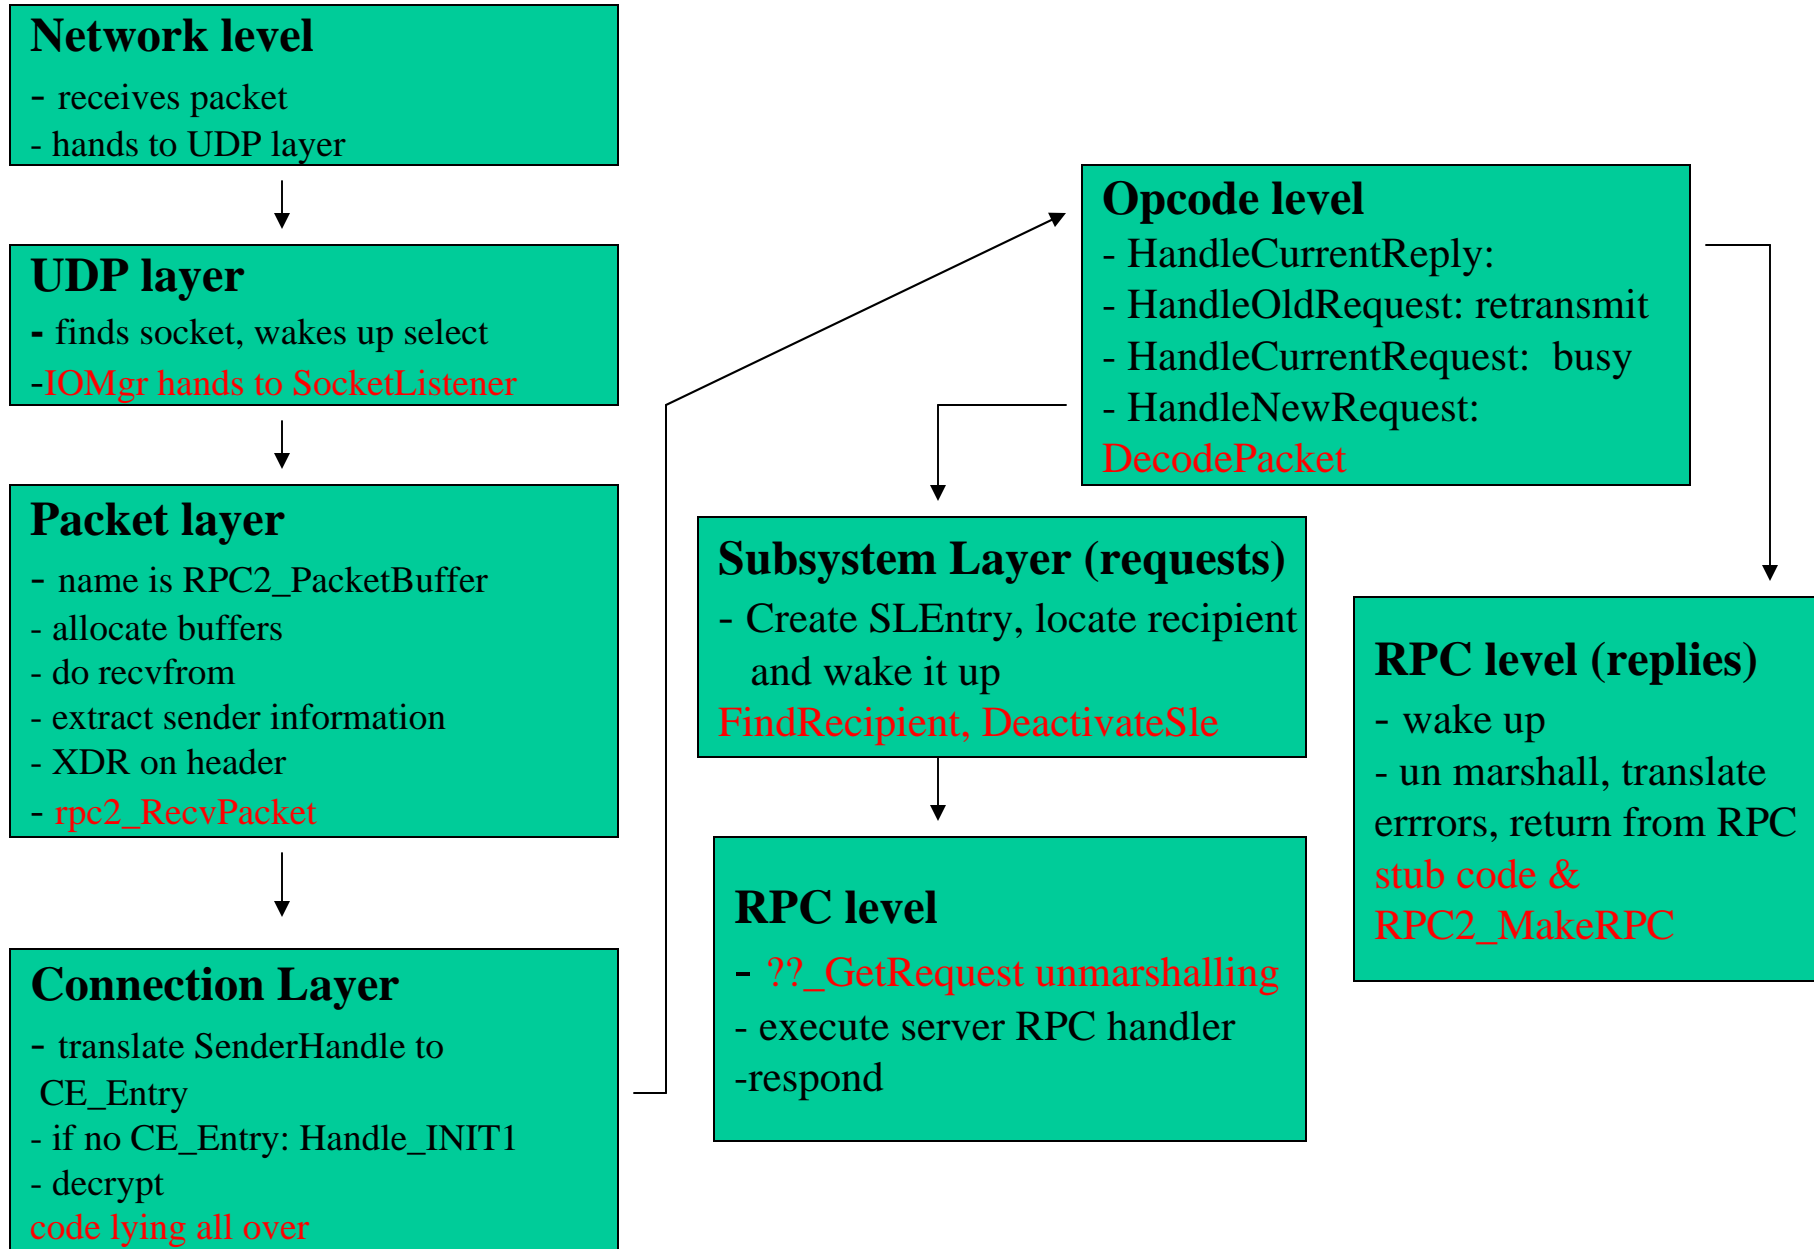 Network level
- receives packet
- hands to UDP layer
UDP layer
- finds socket, wakes up select
-IOMgr hands to SocketListener
Packet layer
- name is RPC2_PacketBuffer
- allocate buffers
- do recvfrom
- extract sender information
- XDR on header
- rpc2_RecvPacket
Connection Layer
- translate SenderHandle to
CE_Entry
- if no CE_Entry: Handle_INIT1
- decrypt
code lying all over
Opcode level
- HandleCurrentReply:
- HandleOldRequest: retransmit
- HandleCurrentRequest: busy
- HandleNewRequest:
DecodePacket
Subsystem Layer (requests)
- Create SLEntry, locate recipient
and wake it up
FindRecipient, DeactivateSle
RPC level
- ??_GetRequest unmarshalling
- execute server RPC handler
-respond
RPC level (replies)
- wake up
- un marshall, translate
errrors, return from RPC
stub code &
RPC2_MakeRPC